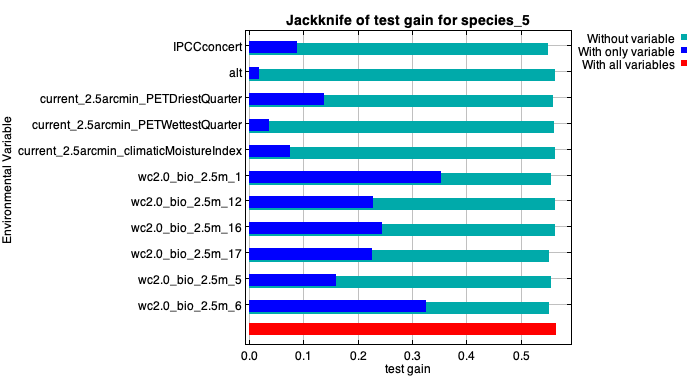 Jackknife of test gain for species_5
Without variable
With only variable
With all variables
Environmental Variable
IPCCconcert
alt
current_2.5arcmin_PETDriestQuarter
current_2.5arcmin_PETWettestQuarter
current_2.5arcmin_climaticMoistureIndex
wc2.0_bio_2.5m_1
wc2.0_bio_2.5m_12
wc2.0_bio_2.5m_16
wc2.0_bio_2.5m_17
wc2.0_bio_2.5m_5
wc2.0_bio_2.5m_6
0.0 0.1 0.2 0.3 0.4 0.5
test gain